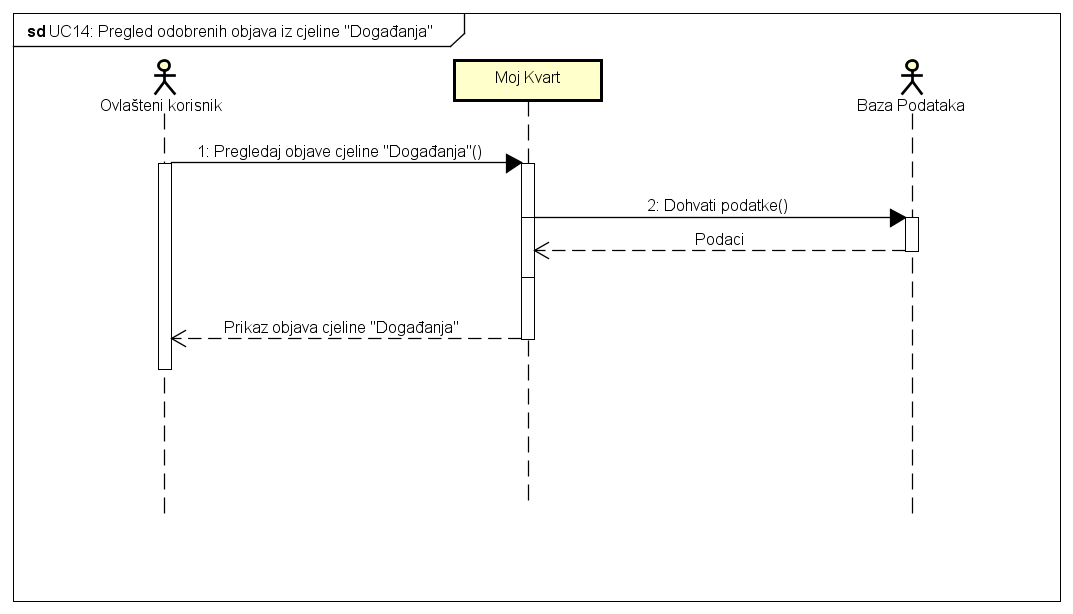 sd UC14: Pregled odobrenih objava iz cjeline "Događanja"
Ovlašteni korisnik
Moj Kvart
Baza Podataka
1: Pregledaj objave cjeline "Događanja"()
2: Dohvati podatke()
Podaci
Prikaz objava cjeline "Događanja"